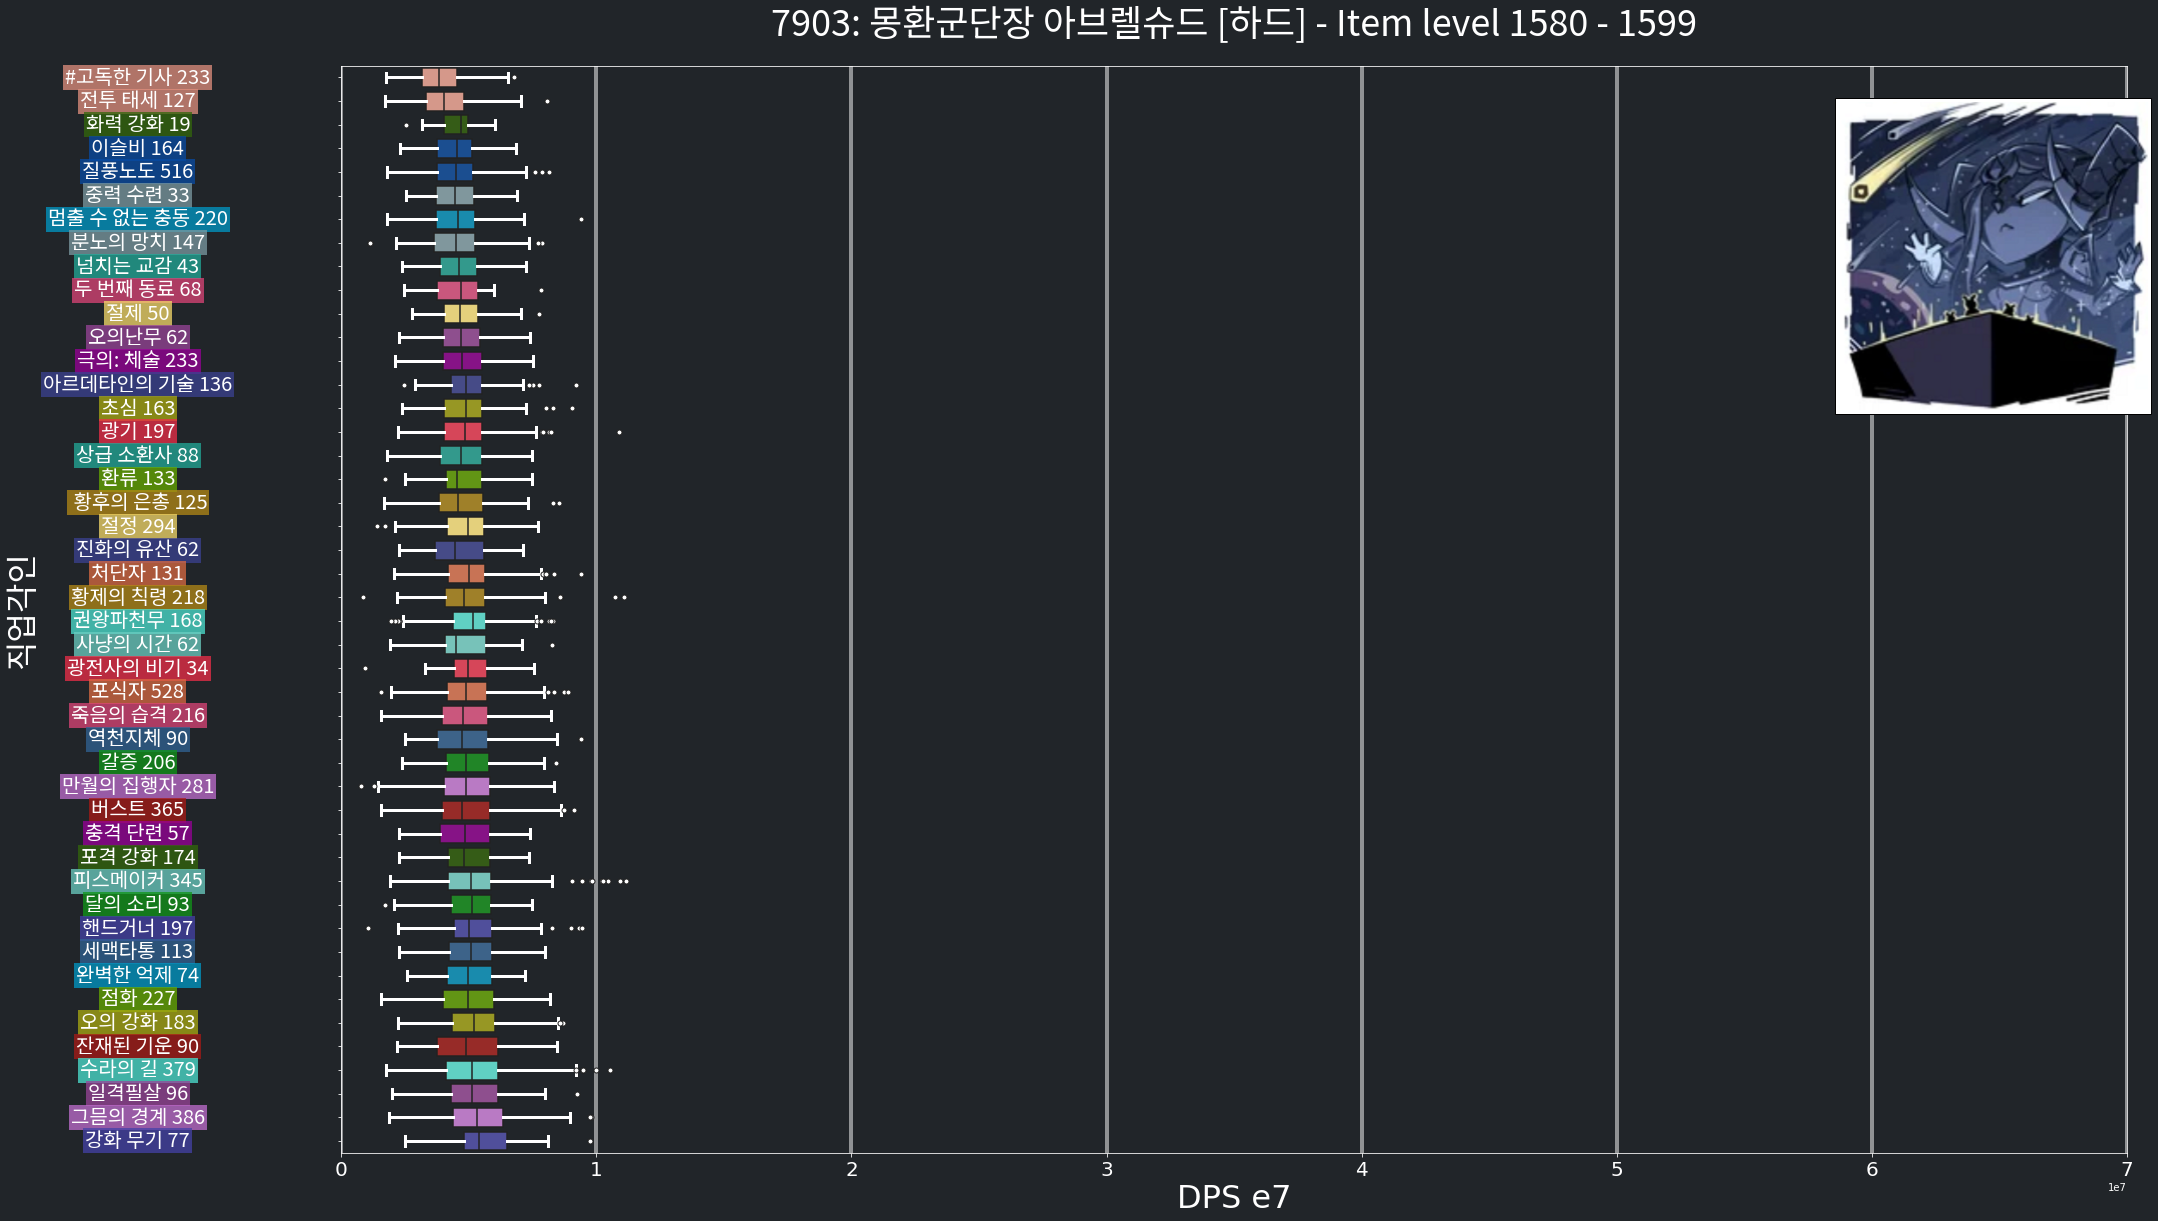 7903: 몽환군단장 아브렐슈드 [하드] - Item level 1580 - 1599
#고독한 기사 233
전투 태세 127
화력 강화 19
이슬비 164
질풍노도 516
중력 수련 33
멈출 수 없는 충동 220
분노의 망치 147
넘치는 교감 43
두 번째 동료 68
절제 50
오의난무 62
극의: 체술 233
아르데타인의 기술 136
초심 163
광기 197
상급 소환사 88
환류 133
황후의 은총 125
절정 294
진화의 유산 62
처단자 131
황제의 칙령 218
권왕파천무 168
사냥의 시간 62
광전사의 비기 34
포식자 528
죽음의 습격 216
역천지체 90
갈증 206
만월의 집행자 281
버스트 365
충격 단련 57
포격 강화 174
피스메이커 345
달의 소리 93
핸드거너 197
세맥타통 113
완벽한 억제 74
점화 227
오의 강화 183
잔재된 기운 90
수라의 길 379
일격필살 96
그믐의 경계 386
강화 무기 77
직업각인
0 1 2 3 4 5 6 7
1e7
DPS e7